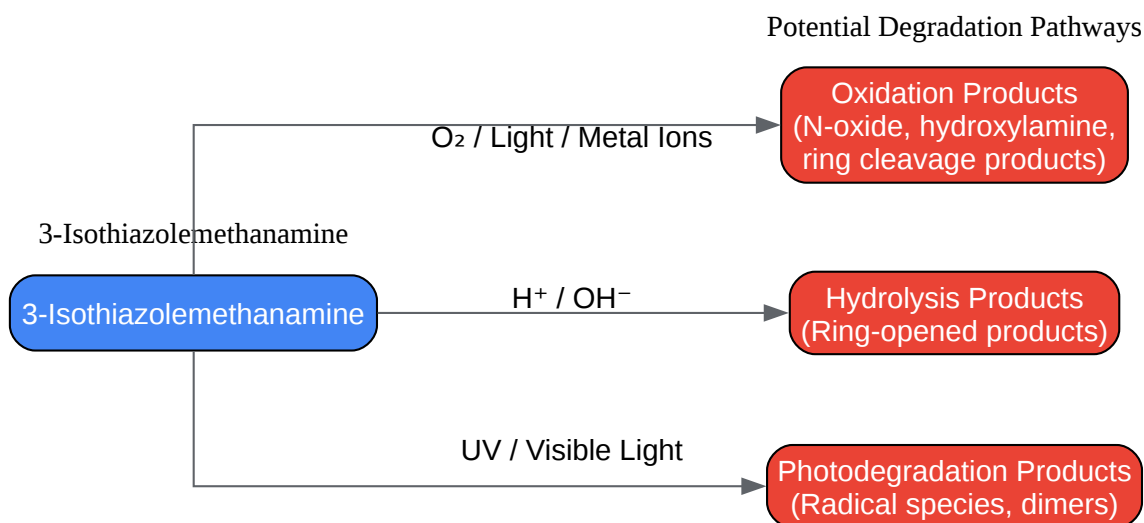 Potential Degradation Pathways
Oxidation Products
(N-oxide, hydroxylamine,
ring cleavage products)
O₂ / Light / Metal Ions
3-Isothiazolemethanamine
3-Isothiazolemethanamine
H⁺ / OH⁻
Hydrolysis Products
(Ring-opened products)
UV / Visible Light
Photodegradation Products
(Radical species, dimers)